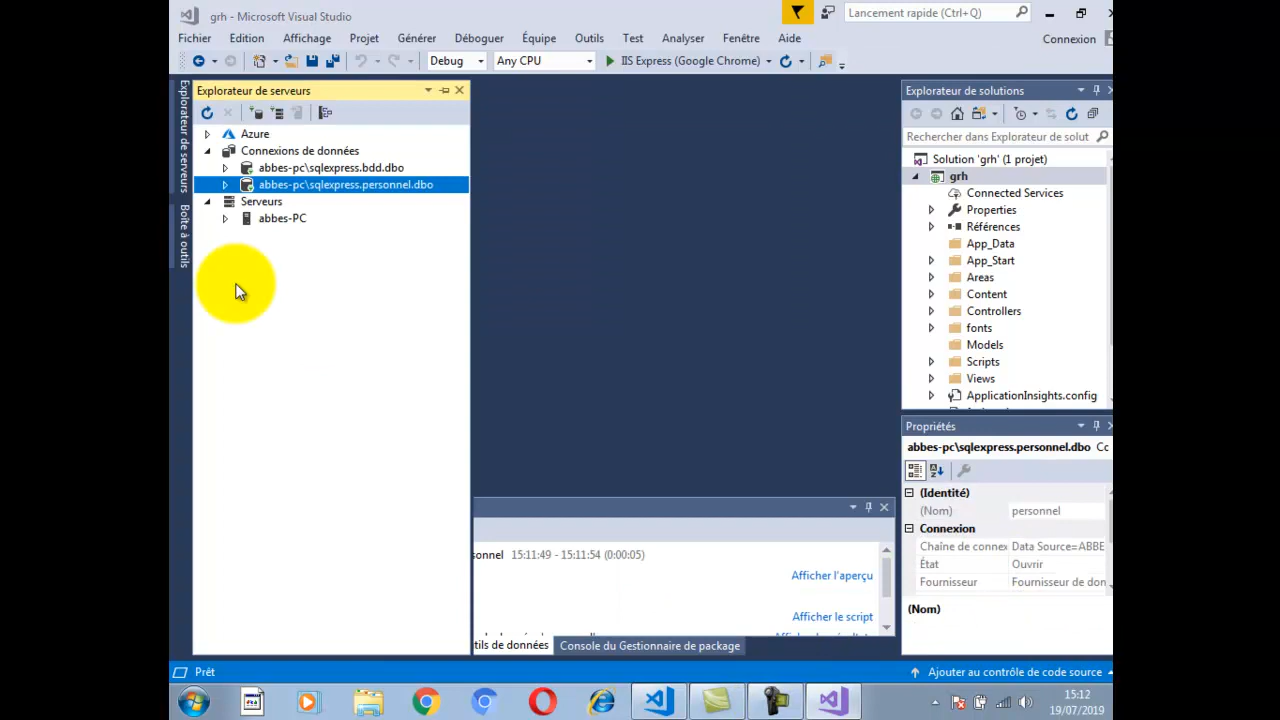 grh - Microsoft Visual Studio
Lancement rapide (Ctrl+Q)
Fichier Edition Affichage Projet Générer Déboguer Équipe Outils Test Analyser Fenêtre Aide Connexion
Debug Any CPU IIS Express (Google Chrome)
Explorateur de serveurs
Boîte à outils
Explorateur de serveurs
Azure
Connexions de données
abbes-pc\sqlexpress.bdd.dbo
abbes-pc\sqlexpress.personnel.dbo
Serveurs
abbes-PC
sonnel 15:11:49 - 15:11:54 (0:00:05)
Afficher l'aperçu
Afficher le script
tils de données Console du Gestionnaire de package
Explorateur de solutions
Rechercher dans Explorateur de solut
Solution 'grh' (1 projet)
grh
Connected Services
Properties
Références
App_Data
App_Start
Areas
Content
Controllers
fonts
Models
Scripts
Views
ApplicationInsights.config
Propriétés
abbes-pc\sqlexpress.personnel.dbo Cc
(Identité)
(Nom) personnel
Connexion
Chaîne de connex Data Source=ABBE
État Ouvrir
Fournisseur Fournisseur de don
(Nom)
Prêt
Ajouter au contrôle de code source
15:12
19/07/2019